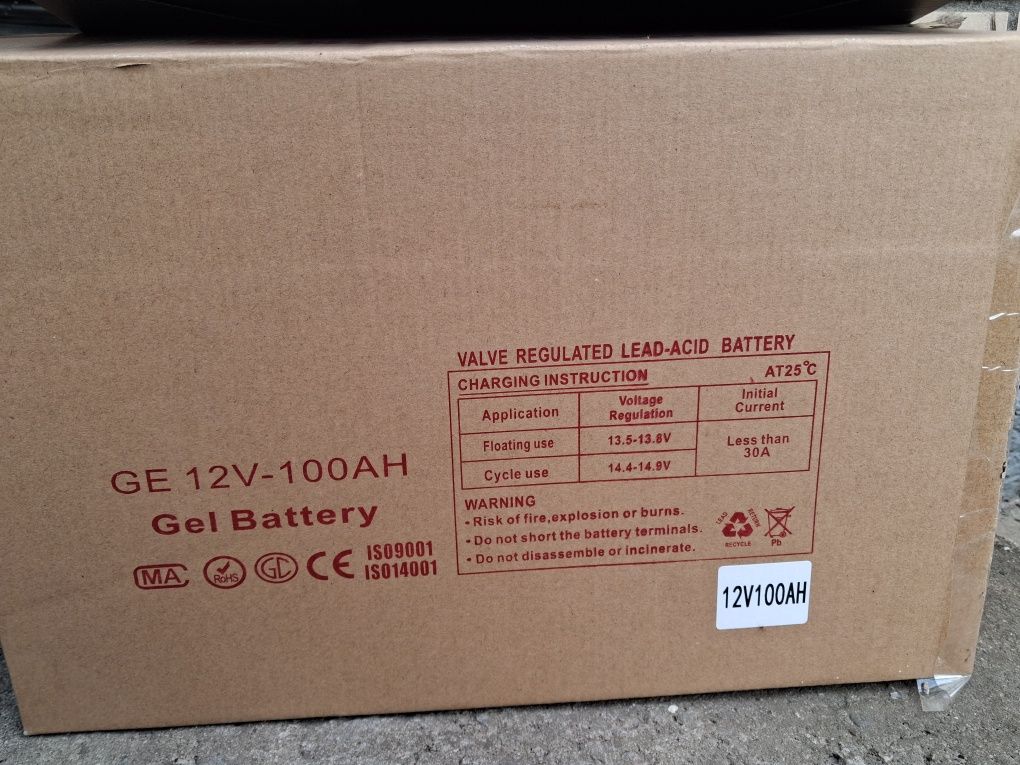 VALVE REGULATED LEAD-ACID BATTERY
CHARGING INSTRUCTION AT25°C
Application Voltage Regulation Initial Current
Floating use 13.5-13.8V Less than 30A
Cycle use 14.4-14.9V
WARNING
• Risk of fire,explosion or burns.
• Do not short the battery terminals.
• Do not disassemble or incinerate.
LEAD RETURN
RECYCLE
Pb
GE 12V-100AH
Gel Battery
MA RoHS GC CE ISO9001
ISO14001
12V100AH